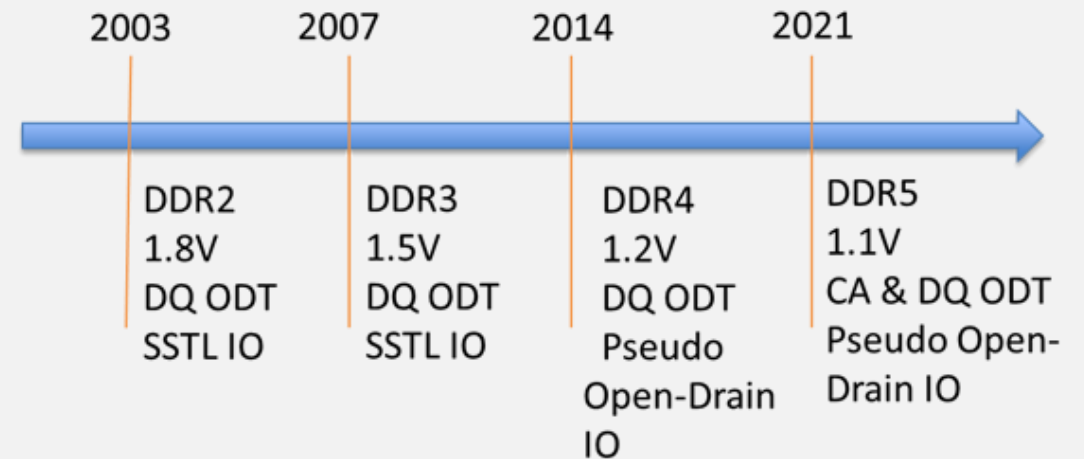 2003
2007
2014
2021
DDR2
1.8V
DQ ODT
SSTL IO
DDR3
1.5V
DQ ODT
SSTL IO
DDR4
1.2V
DQ ODT
Pseudo
Open-Drain
IO
DDR5
1.1V
CA & DQ ODT
Pseudo Open-
Drain IO